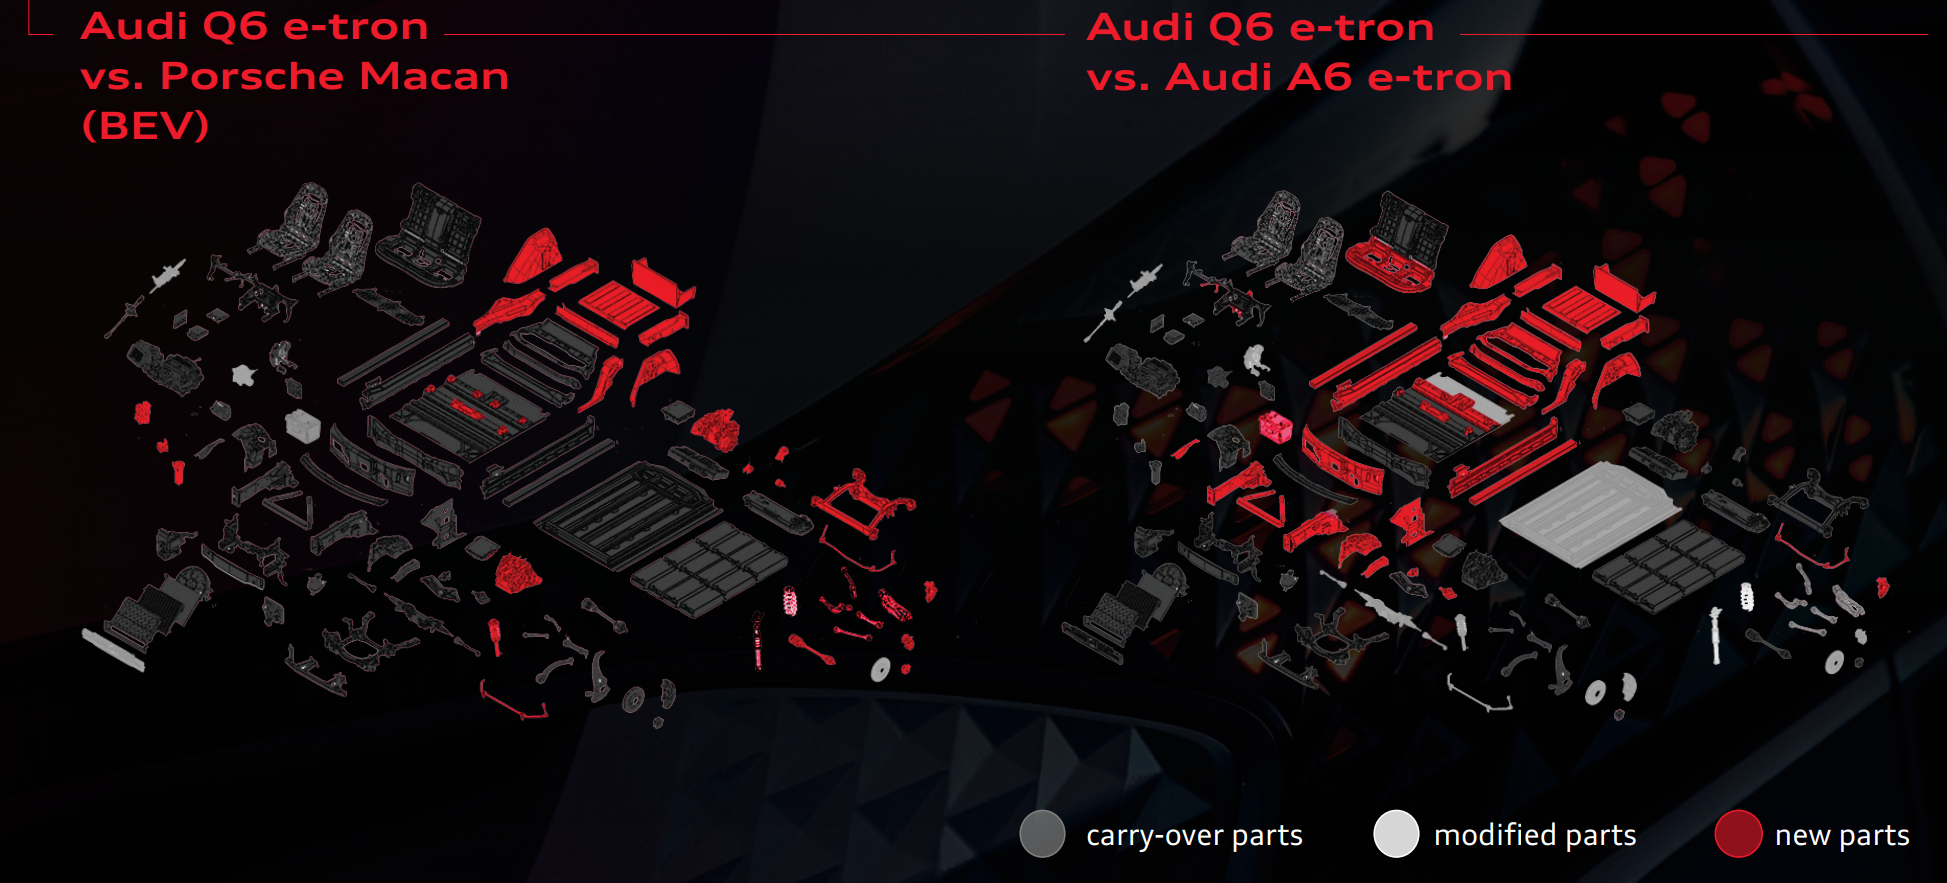 Audi Q6 e-tron
vs. Porsche Macan
(BEV)
Audi Q6 e-tron
vs. Audi A6 e-tron
carry-over parts
modified parts
new parts